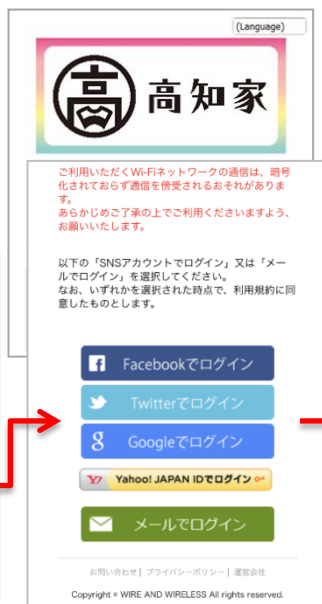 (Language)
高知家
ご利用いただくWi-Fiネットワークの通信は、暗号
化されておらず通信を傍受されるおそれがありま
す。
あらかじめご了承の上でご利用くださいますよう、
お願いいたします。
以下の「SNSアカウントでログイン」又は「メー
ルでログイン」を選択してください。
なお、いずれかを選択された時点で、利用規約に同
意したものとします。
Facebookでログイン
Twitterでログイン
Googleでログイン
Y! Yahoo! JAPAN IDでログイン
メールでログイン
お問い合わせ | プライバシーポリシー | 運営会社
Copyright © WIRE AND WIRELESS All rights reserved.